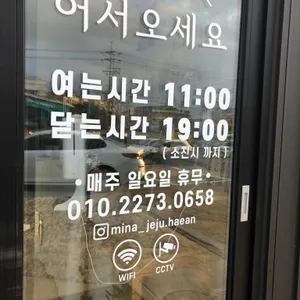 어서오세요
여는시간 11:00
닫는시간 19:00
( 소진시 까지 )
• 매주 일요일 휴무 •
010.2273.0658
mina_jeju.haean
WIFI CCTV